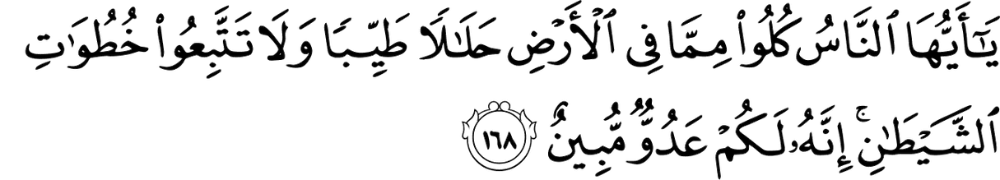 يَـٰٓأَيُّهَا ٱلنَّاسُ كُلُوا۟ مِمَّا فِى ٱلْأَرْضِ حَلَـٰلًا طَيِّبًا وَلَا تَتَّبِعُوا۟ خُطُوَٰتِ
ٱلشَّيْطَـٰنِ ۚ إِنَّهُۥ لَكُمْ عَدُوٌّ مُّبِينٌ ١٦٨